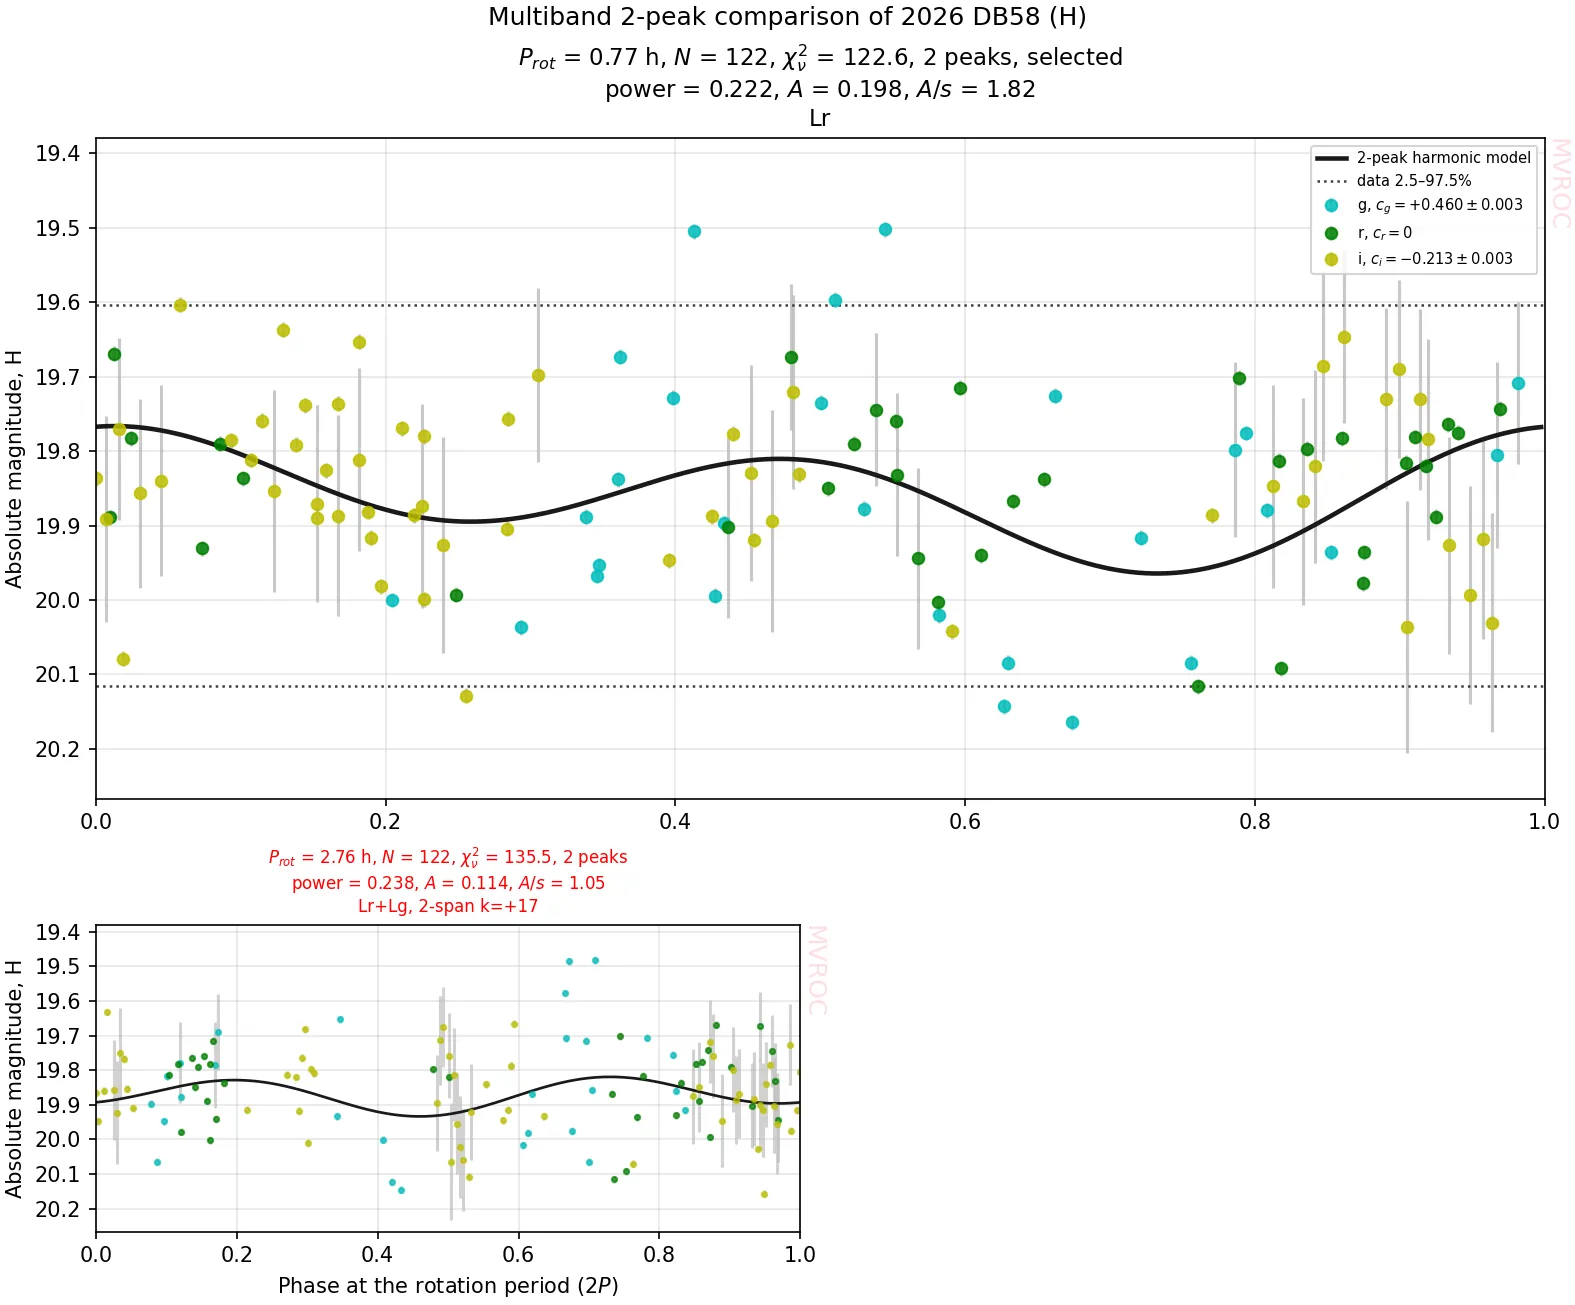 Multiband 2-peak comparison of 2026 DB58 (H)
P_rot = 0.77 h, N = 122, χ²_ν = 122.6, 2 peaks, selected
power = 0.222, A = 0.198, A/s = 1.82
Lr
19.4
19.5
19.6
19.7
19.8
19.9
20.0
20.1
20.2
Absolute magnitude, H
2-peak harmonic model
data 2.5–97.5%
g, c_g = +0.460 ± 0.003
r, c_r = 0
i, c_i = −0.213 ± 0.003
MVROC
0.0 0.2 0.4 0.6 0.8 1.0
P_rot = 2.76 h, N = 122, χ²_ν = 135.5, 2 peaks
power = 0.238, A = 0.114, A/s = 1.05
Lr+Lg, 2-span k=+17
19.4
19.5
19.6
19.7
19.8
19.9
20.0
20.1
20.2
Absolute magnitude, H
MVROC
0.0 0.2 0.4 0.6 0.8 1.0
Phase at the rotation period (2P)